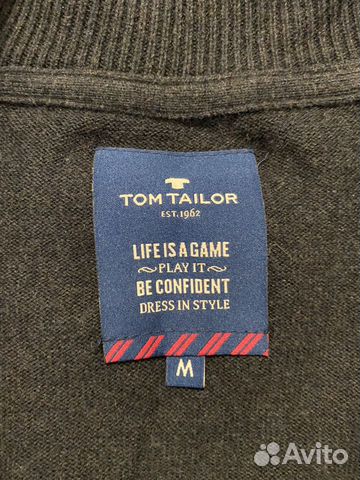 TOM TAILOR
EST. 1962
LIFE IS A GAME
PLAY IT
BE CONFIDENT
DRESS IN STYLE
M
Avito